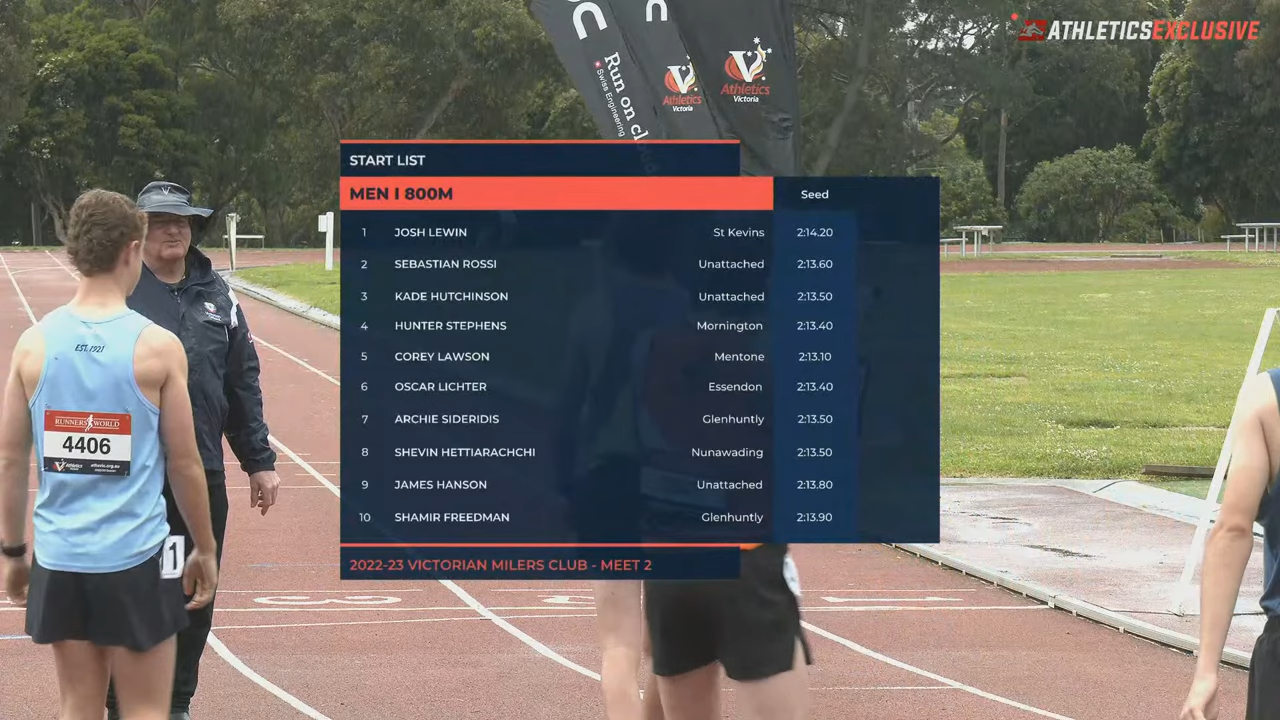 ATHLETICSEXCLUSIVE
Run on cl
Swiss Engineering
Athletics
Victoria
Athletics
Victoria
START LIST
MEN I 800M Seed
1 JOSH LEWIN St Kevins 2:14.20
2 SEBASTIAN ROSSI Unattached 2:13.60
3 KADE HUTCHINSON Unattached 2:13.50
4 HUNTER STEPHENS Mornington 2:13.40
5 COREY LAWSON Mentone 2:13.10
6 OSCAR LICHTER Essendon 2:13.40
7 ARCHIE SIDERIDIS Glenhuntly 2:13.50
8 SHEVIN HETTIARACHCHI Nunawading 2:13.50
9 JAMES HANSON Unattached 2:13.80
10 SHAMIR FREEDMAN Glenhuntly 2:13.90
2022-23 VICTORIAN MILERS CLUB - MEET 2
EST. 1921
RUNNERS WORLD
4406
1
3